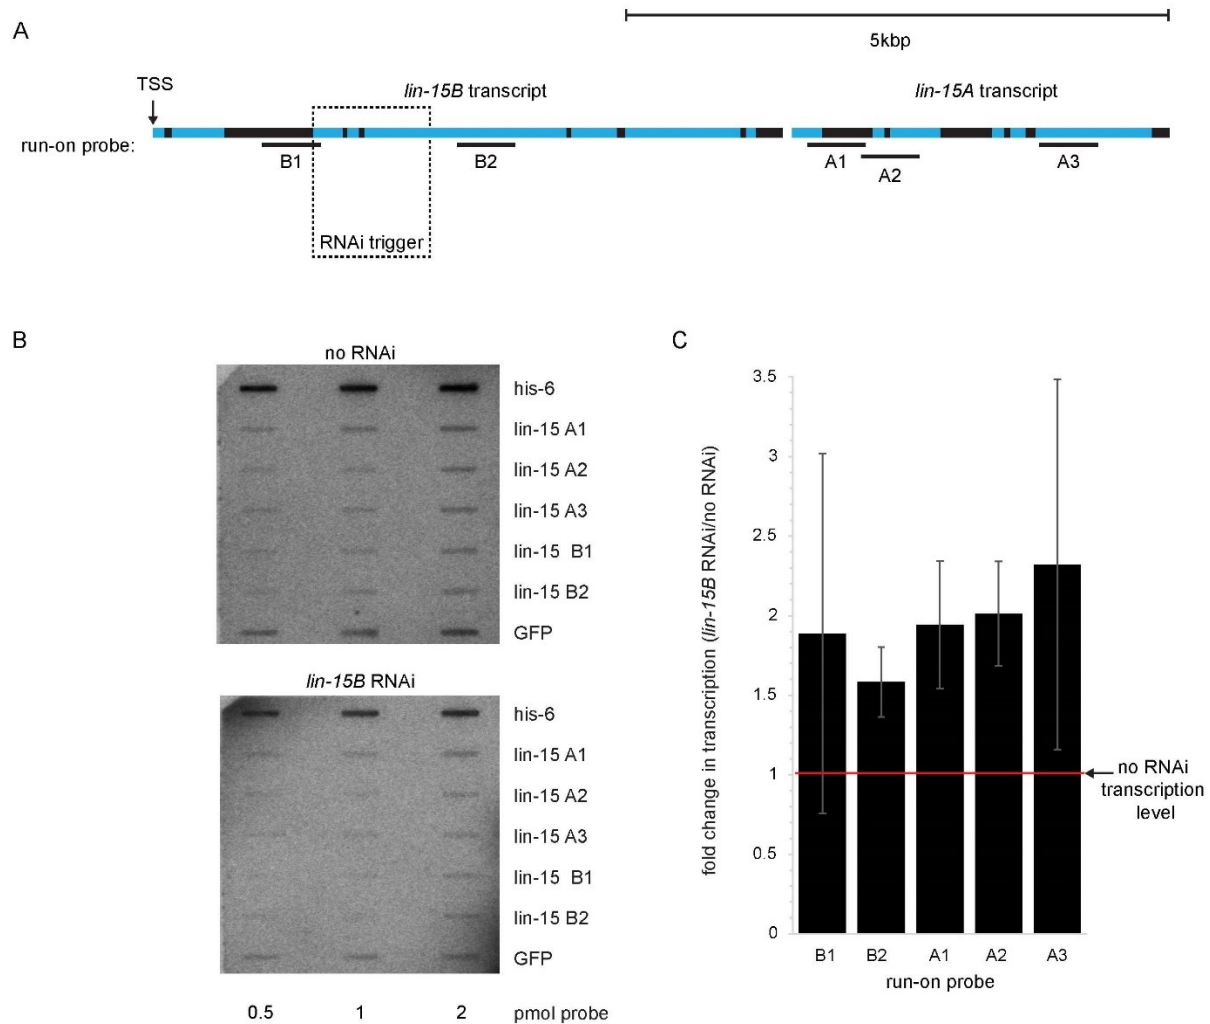 A
5kbp
TSS
lin-15B transcript
lin-15A transcript
run-on probe:
B1
B2
A1
A2
A3
RNAi trigger
B
no RNAi
his-6
lin-15 A1
lin-15 A2
lin-15 A3
lin-15 B1
lin-15 B2
GFP
lin-15B RNAi
his-6
lin-15 A1
lin-15 A2
lin-15 A3
lin-15 B1
lin-15 B2
GFP
0.5 1 2 pmol probe
C
fold change in transcription (lin-15B RNAi/no RNAi)
3.5
3
2.5
2
1.5
1
0.5
0
no RNAi
transcription
level
B1 B2 A1 A2 A3
run-on probe